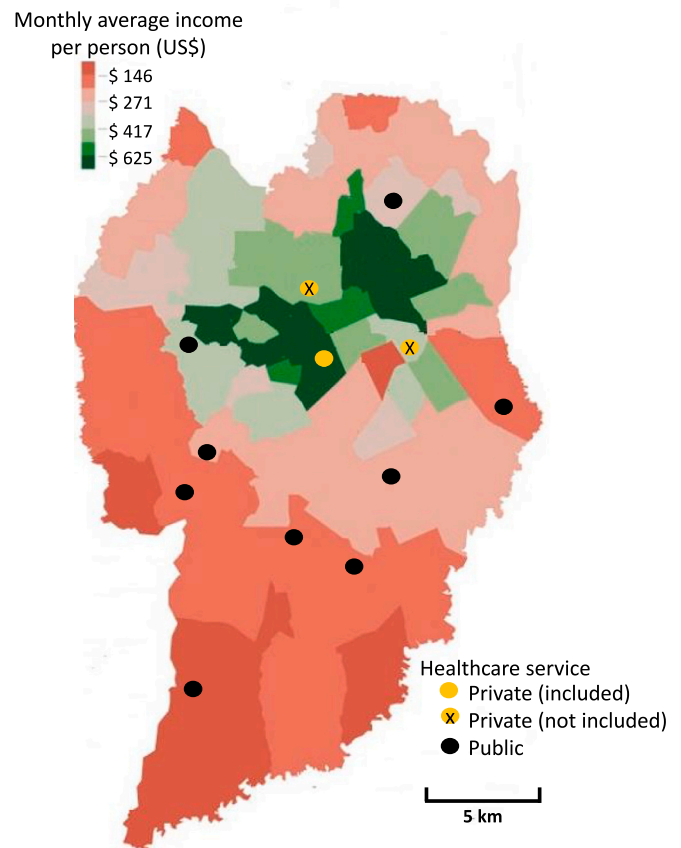 Monthly average income
per person (US$)
$ 146
$ 271
$ 417
$ 625
X
X
Healthcare service
Private (included)
X Private (not included)
Public
5 km